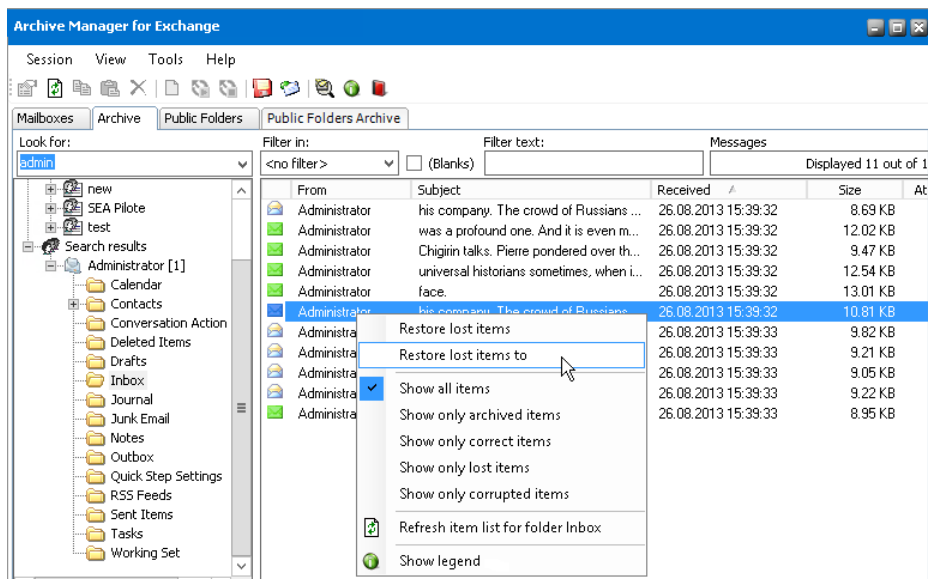 Archive Manager for Exchange
Session View Tools Help
Mailboxes Archive Public Folders Public Folders Archive
Look for: Filter in: Filter text: Messages
admin <no filter> (Blanks) Displayed 11 out of 1
From Subject Received Size At
new
SEA Pilote
test
Search results
Administrator [1]
Calendar
Contacts
Conversation Action
Deleted Items
Drafts
Inbox
Journal
Junk Email
Notes
Outbox
Quick Step Settings
RSS Feeds
Sent Items
Tasks
Working Set
Administrator his company. The crowd of Russians ... 26.08.2013 15:39:32 8.69 KB
Administrator was a profound one. And it is even m... 26.08.2013 15:39:32 12.02 KB
Administrator Chigirin talks. Pierre pondered over th... 26.08.2013 15:39:32 9.47 KB
Administrator universal historians sometimes, when i... 26.08.2013 15:39:32 12.54 KB
Administrator face. 26.08.2013 15:39:32 13.01 KB
Administrator his company. The crowd of Russians 26.08.2013 15:39:32 10.81 KB
Administra 26.08.2013 15:39:33 9.82 KB
Administra 26.08.2013 15:39:33 9.21 KB
Administra 26.08.2013 15:39:33 9.05 KB
Administra 26.08.2013 15:39:33 9.22 KB
Administra 26.08.2013 15:39:33 8.95 KB
Restore lost items
Restore lost items to
Show all items
Show only archived items
Show only correct items
Show only lost items
Show only corrupted items
Refresh item list for folder Inbox
Show legend